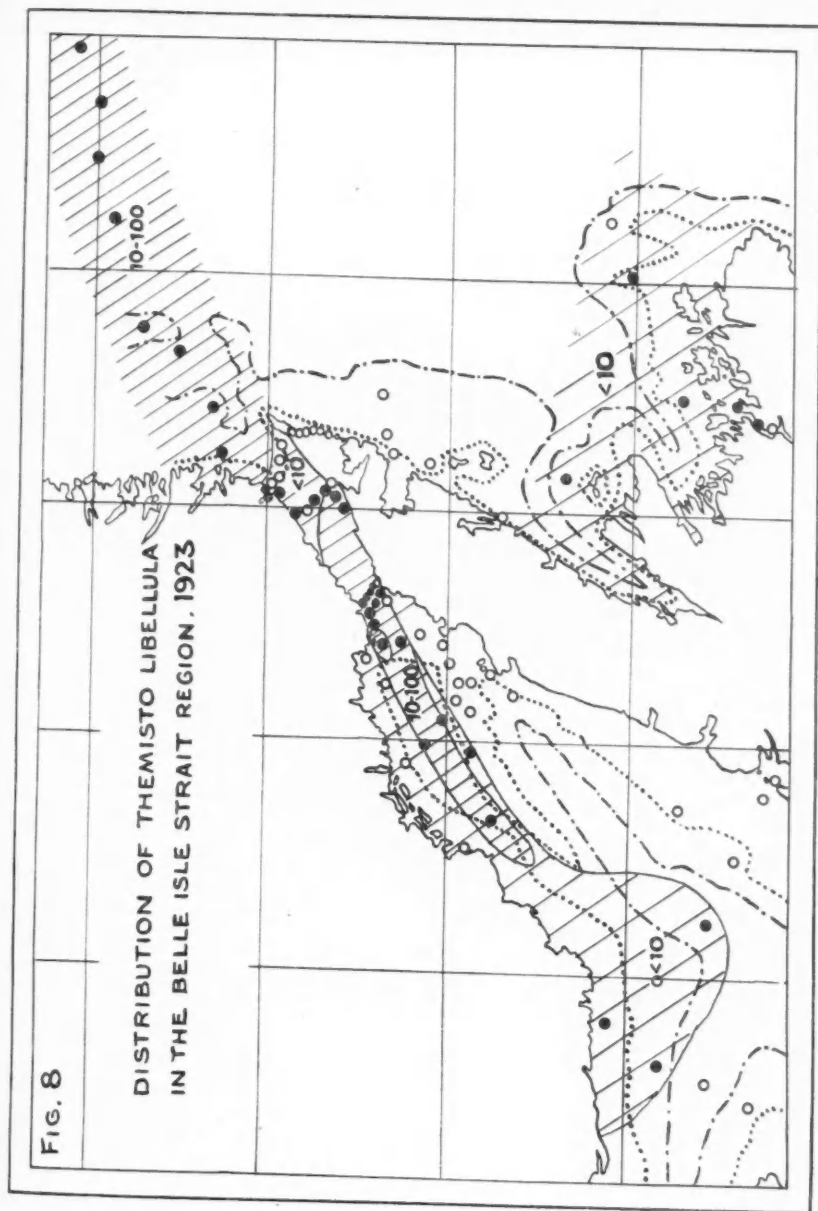 FIG. 8
DISTRIBUTION OF THEMISTO LIBELLULA
IN THE BELLE ISLE STRAIT REGION. 1923
10-100
<10
10-100
<10
<10